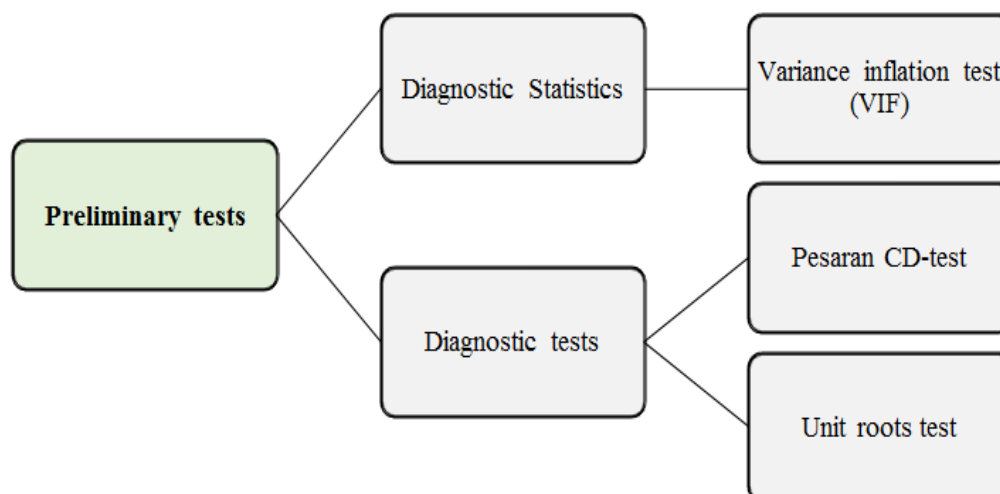 Preliminary tests
Diagnostic Statistics
Variance inflation test
(VIF)
Diagnostic tests
Pesaran CD-test
Unit roots test